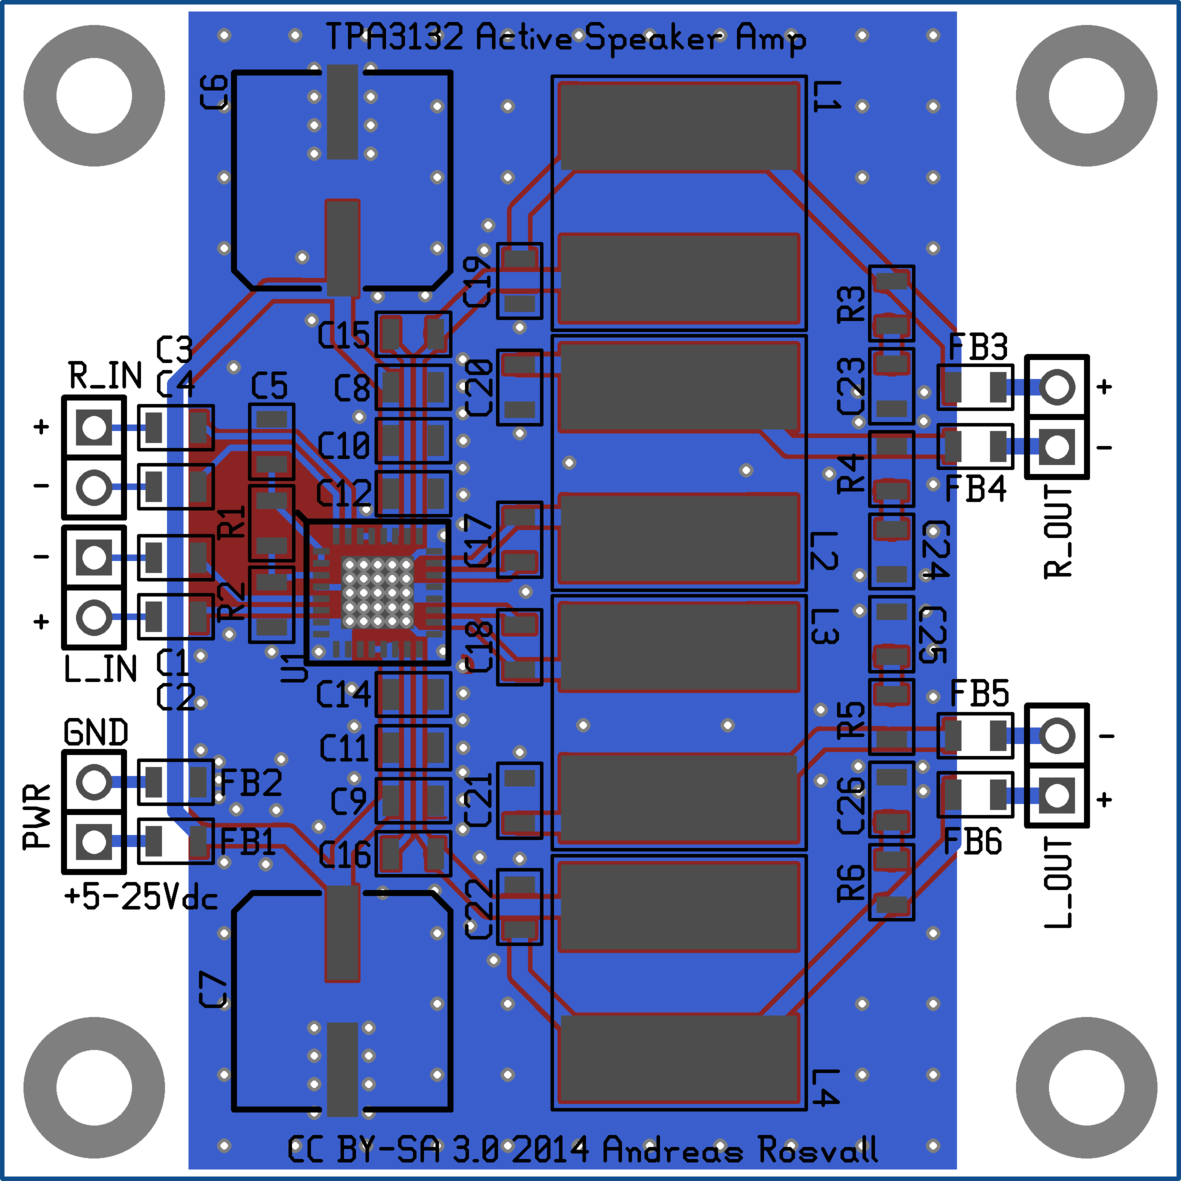 TPA3132 Active Speaker Amp
C6
L1
C19
R3
C15
C3
FB3
R_IN
C4
C5
C8
C20
C23
+
+
C10
-
R4
-
C12
FB4
R1
C17
R_OUT
-
L2
C24
R2
+
C18
L3
C25
C1
U1
L_IN
C2
C14
FB5
GND
R5
-
C11
FB2
PWR
C9
C21
C26
+
FB1
C16
FB6
+5-25Vdc
R6
L_OUT
C22
C7
L4
CC BY-SA 3.0 2014 Andreas Rosvall